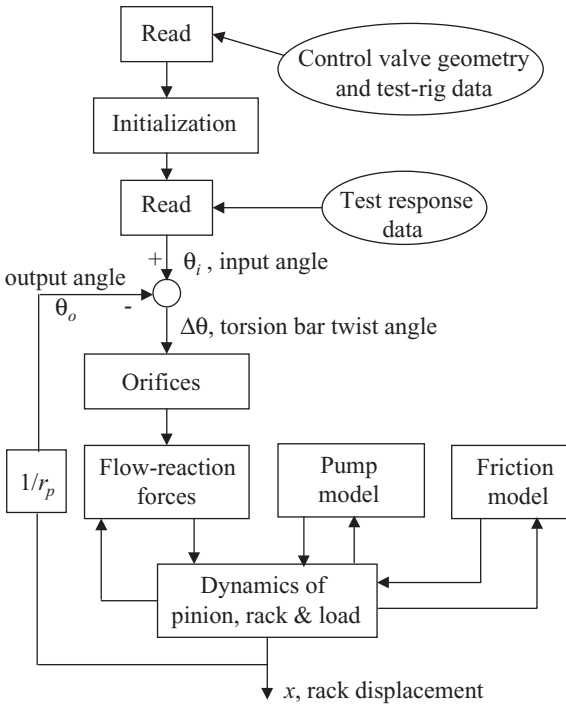 Read
Control valve geometry
and test-rig data
Initialization
Read
Test response
data
+
θi , input angle
output angle
θo
-
Δθ, torsion bar twist angle
Orifices
1/rp
Flow-reaction
forces
Pump
model
Friction
model
Dynamics of
pinion, rack & load
x, rack displacement